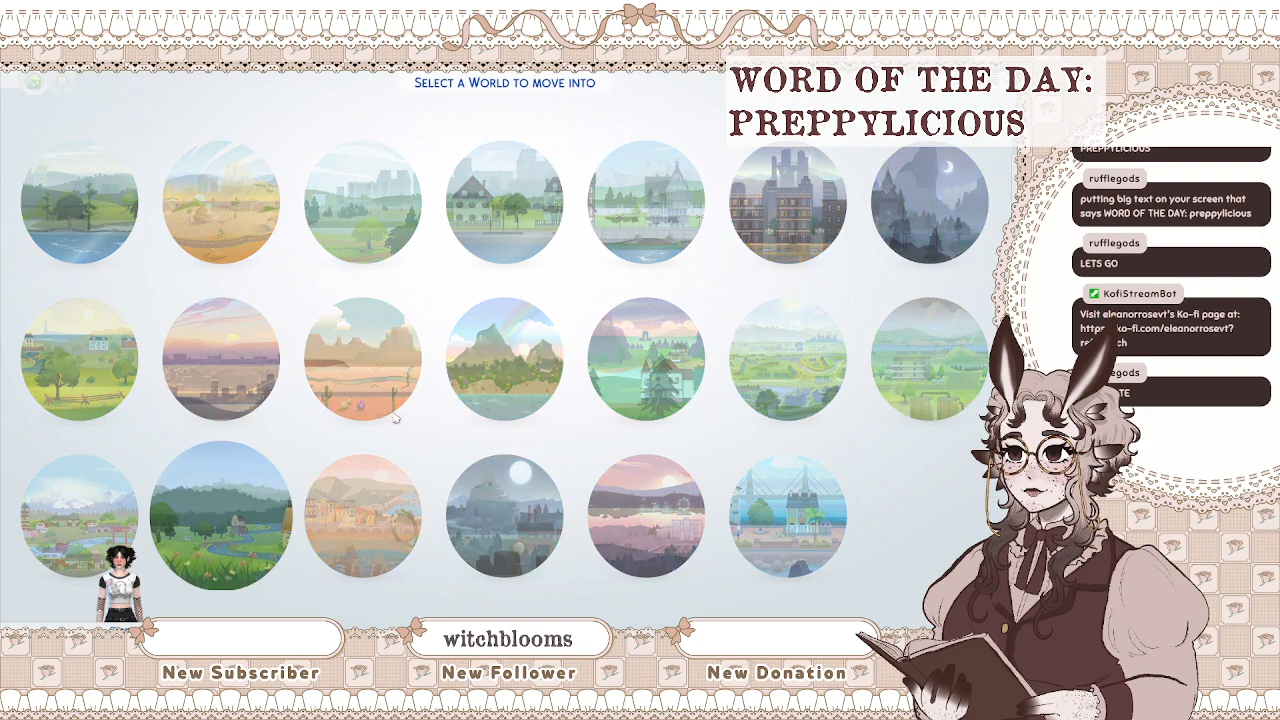 SELECT A WORLD TO MOVE INTO
WORD OF THE DAY:
PREPPYLICIOUS
PREPPYLICIOUS
rufflegods
putting big text on your screen that
says WORD OF THE DAY: preppylicious
rufflegods
LETS GO
KofiStreamBot
Visit eleanorrosevt's Ko-fi page at:
ko-fi.com/eleanorrosevt?
witchblooms
New Subscriber
New Follower
New Donation